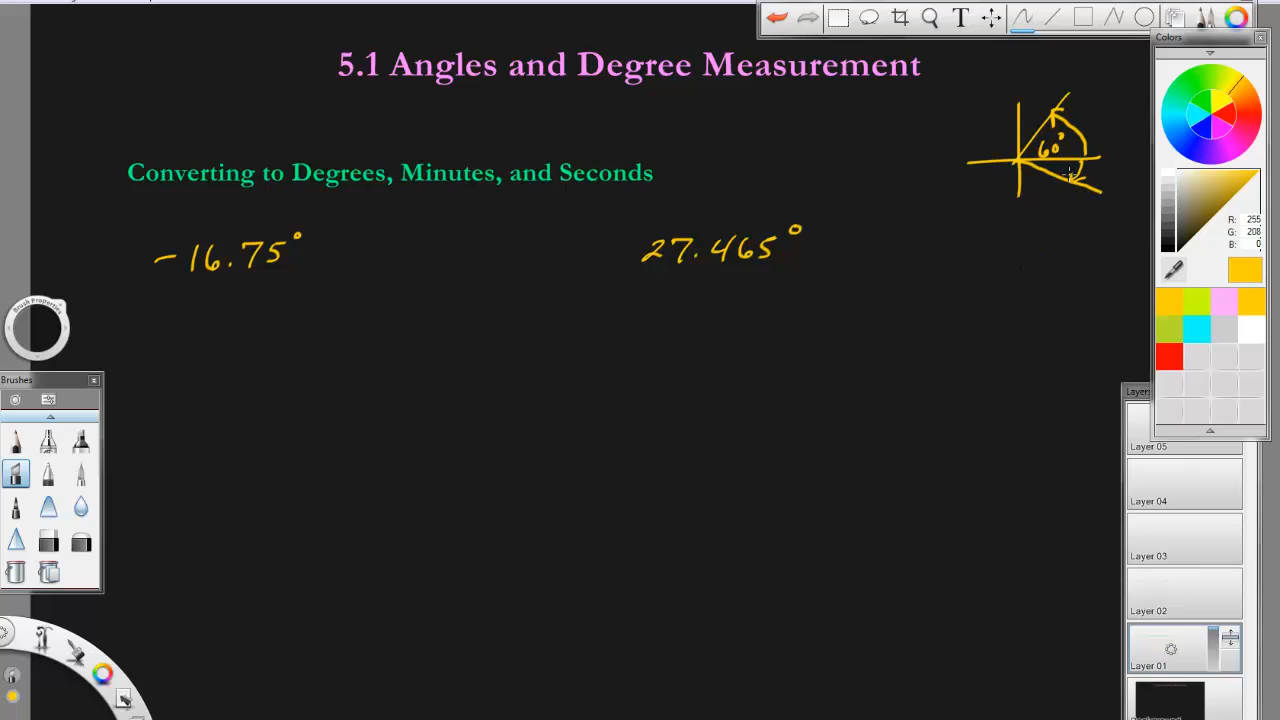 5.1 Angles and Degree Measurement
Colors
60°
Converting to Degrees, Minutes, and Seconds
-16.75°
27.465°
R: 255
G: 208
B: 0
Brushes
Layers
Layer 05
Layer 04
Layer 03
Layer 02
Layer 01